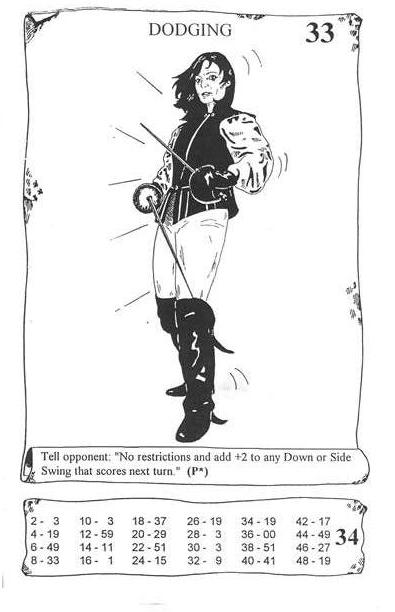 DODGING 33
Tell opponent: "No restrictions and add +2 to any Down or Side
Swing that scores next turn." (P*)
2 - 3 10 - 3 18 - 37 26 - 19 34 - 19 42 - 17
4 - 19 12 - 59 20 - 29 28 - 3 36 - 00 44 - 49
6 - 49 14 - 11 22 - 51 30 - 3 38 - 51 46 - 27
8 - 33 16 - 1 24 - 15 32 - 9 40 - 41 48 - 19
34